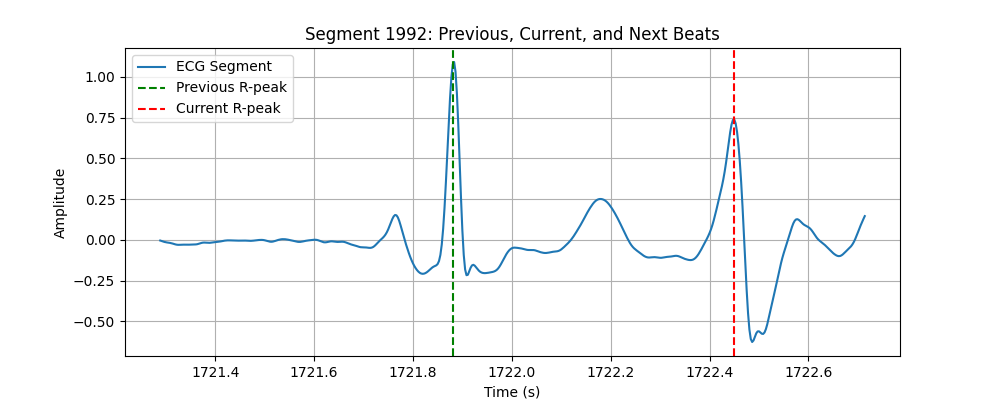 Segment 1992: Previous, Current, and Next Beats
ECG Segment
Previous R-peak
Current R-peak
1.00
0.75
0.50
0.25
0.00
−0.25
−0.50
Amplitude
1721.4 1721.6 1721.8 1722.0 1722.2 1722.4 1722.6
Time (s)